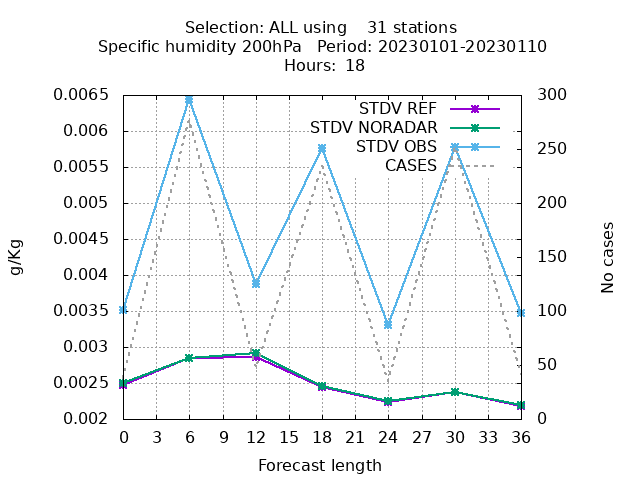 Selection: ALL using    31 stations
Specific humidity 200hPa   Period: 20230101-20230110
Hours: 18
STDV REF
STDV NORADAR
STDV OBS
CASES
0.0065
0.006
0.0055
0.005
0.0045
0.004
0.0035
0.003
0.0025
0.002
300
250
200
150
100
50
0
g/Kg
No cases
0 3 6 9 12 15 18 21 24 27 30 33 36
Forecast length